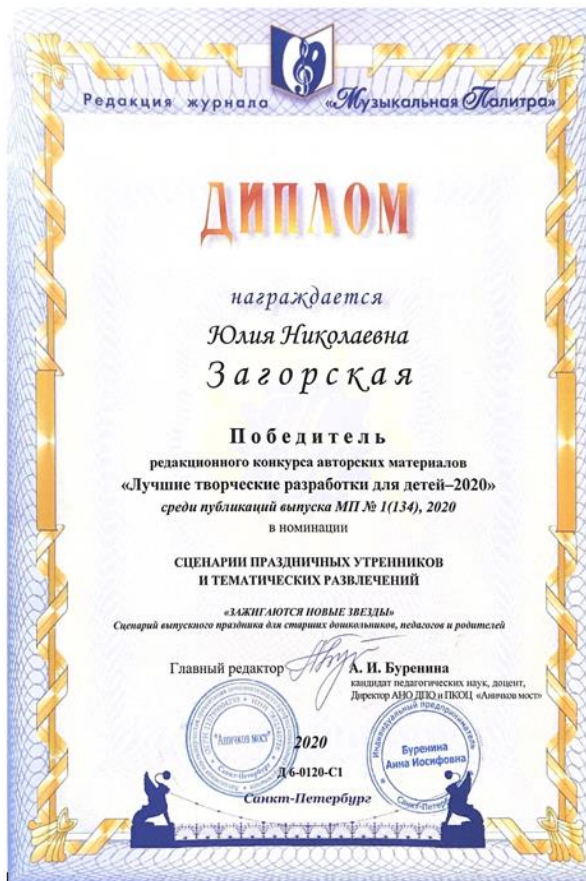 Редакция журнала «Музыкальная Палитра»
ДИПЛОМ
награждается
Юлия Николаевна
Загорская
Победитель
редакционного конкурса авторских материалов
«Лучшие творческие разработки для детей–2020»
среди публикаций выпуска МП № 1(134), 2020
в номинации
СЦЕНАРИИ ПРАЗДНИЧНЫХ УТРЕННИКОВ
И ТЕМАТИЧЕСКИХ РАЗВЛЕЧЕНИЙ
«ЗАЖИГАЮТСЯ НОВЫЕ ЗВЕЗДЫ»
Сценарий выпускного праздника для старших дошкольников, педагогов и родителей
Главный редактор А. И. Буренина
кандидат педагогических наук, доцент,
Директор АНО ДПО и ПКОЦ «Аничков мост»
"Аничков мост"
Санкт-Петербург
Индивидуальный предприниматель
Буренина
Анна Иосифовна
2020
Д 6-0120-С1
Санкт-Петербург